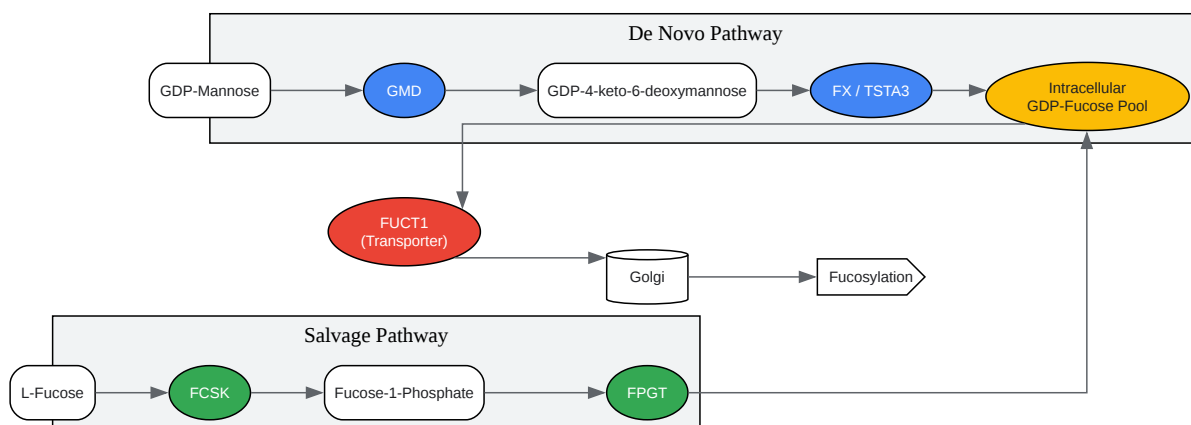 De Novo Pathway
GDP-Mannose
GMD
GDP-4-keto-6-deoxymannose
FX / TSTA3
Intracellular
GDP-Fucose Pool
FUCT1
(Transporter)
Golgi
Fucosylation
Salvage Pathway
L-Fucose
FCSK
Fucose-1-Phosphate
FPGT